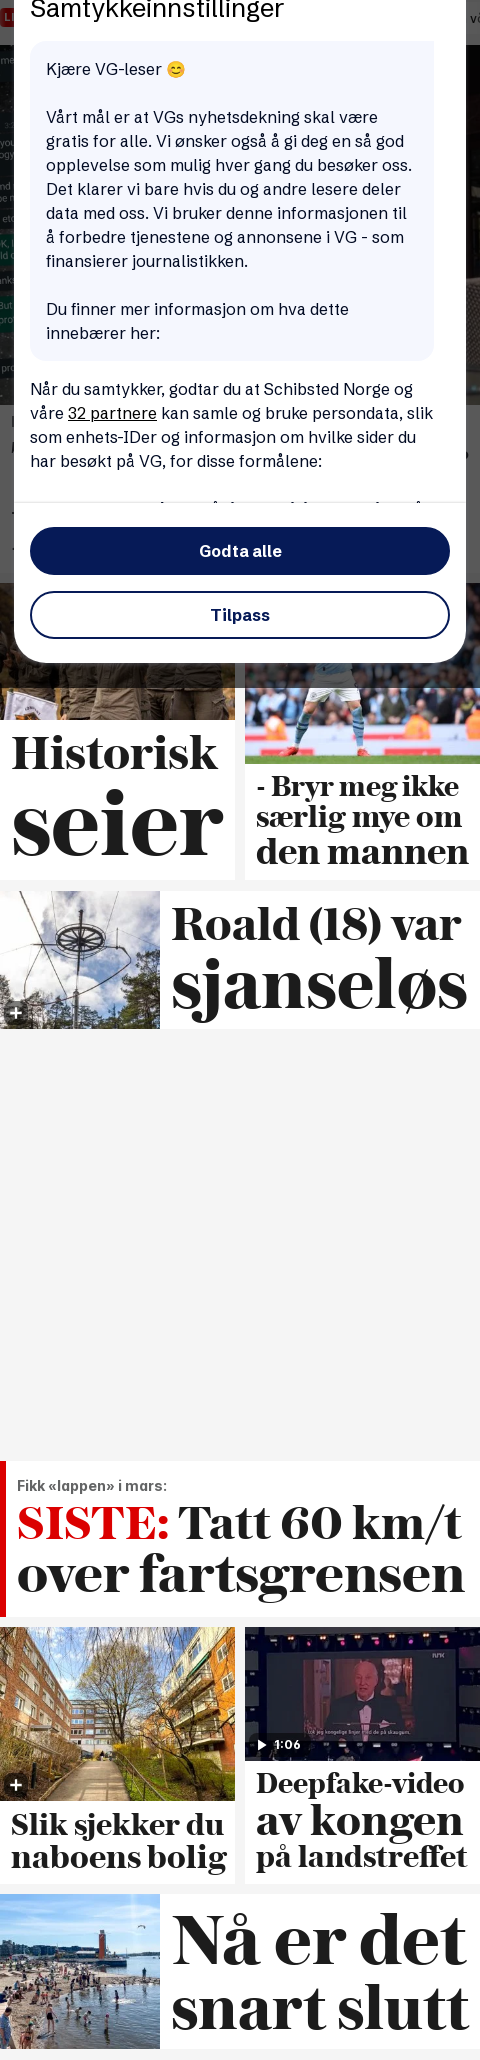 Samtykkeinnstillinger
Kjære VG-leser 😊
Vårt mål er at VGs nyhetsdekning skal være
gratis for alle. Vi ønsker også å gi deg en så god
opplevelse som mulig hver gang du besøker oss.
Det klarer vi bare hvis du og andre lesere deler
data med oss. Vi bruker denne informasjonen til
å forbedre tjenestene og annonsene i VG - som
finansierer journalistikken.
Du finner mer informasjon om hva dette
innebærer her:
Når du samtykker, godtar du at Schibsted Norge og
våre 32 partnere kan samle og bruke persondata, slik
som enhets-IDer og informasjon om hvilke sider du
har besøkt på VG, for disse formålene:
Godta alle
Tilpass
Historisk
seier
- Bryr meg ikke
særlig mye om
den mannen
Roald (18) var
sjanseløs
Fikk «lappen» i mars:
SISTE: Tatt 60 km/t
over fartsgrensen
Slik sjekker du
naboens bolig
NRK
1:06
Deepfake-video
av kongen
på landstreffet
Nå er det
snart slutt